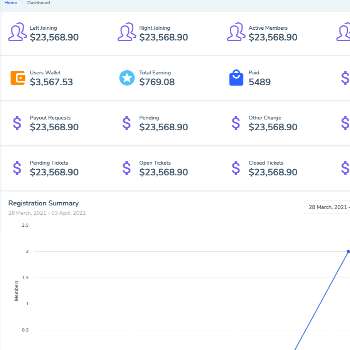 Home Dashboard
Left Joining Right Joining Active Members
$23,568.90 $23,568.90 $23,568.90
Users Wallet Total Earning Paid
$3,567.53 $769.08 5489
Payout Requests Pending Other Charge
$23,568.90 $23,568.90 $23,568.90
Pending Tickets Open Tickets Closed Tickets
$23,568.90 $23,568.90 $23,568.90
Registration Summary
28 March, 2021 - 03 April, 2021
28 March, 2021 -
2.5
2
1.5
Members
1
0.5